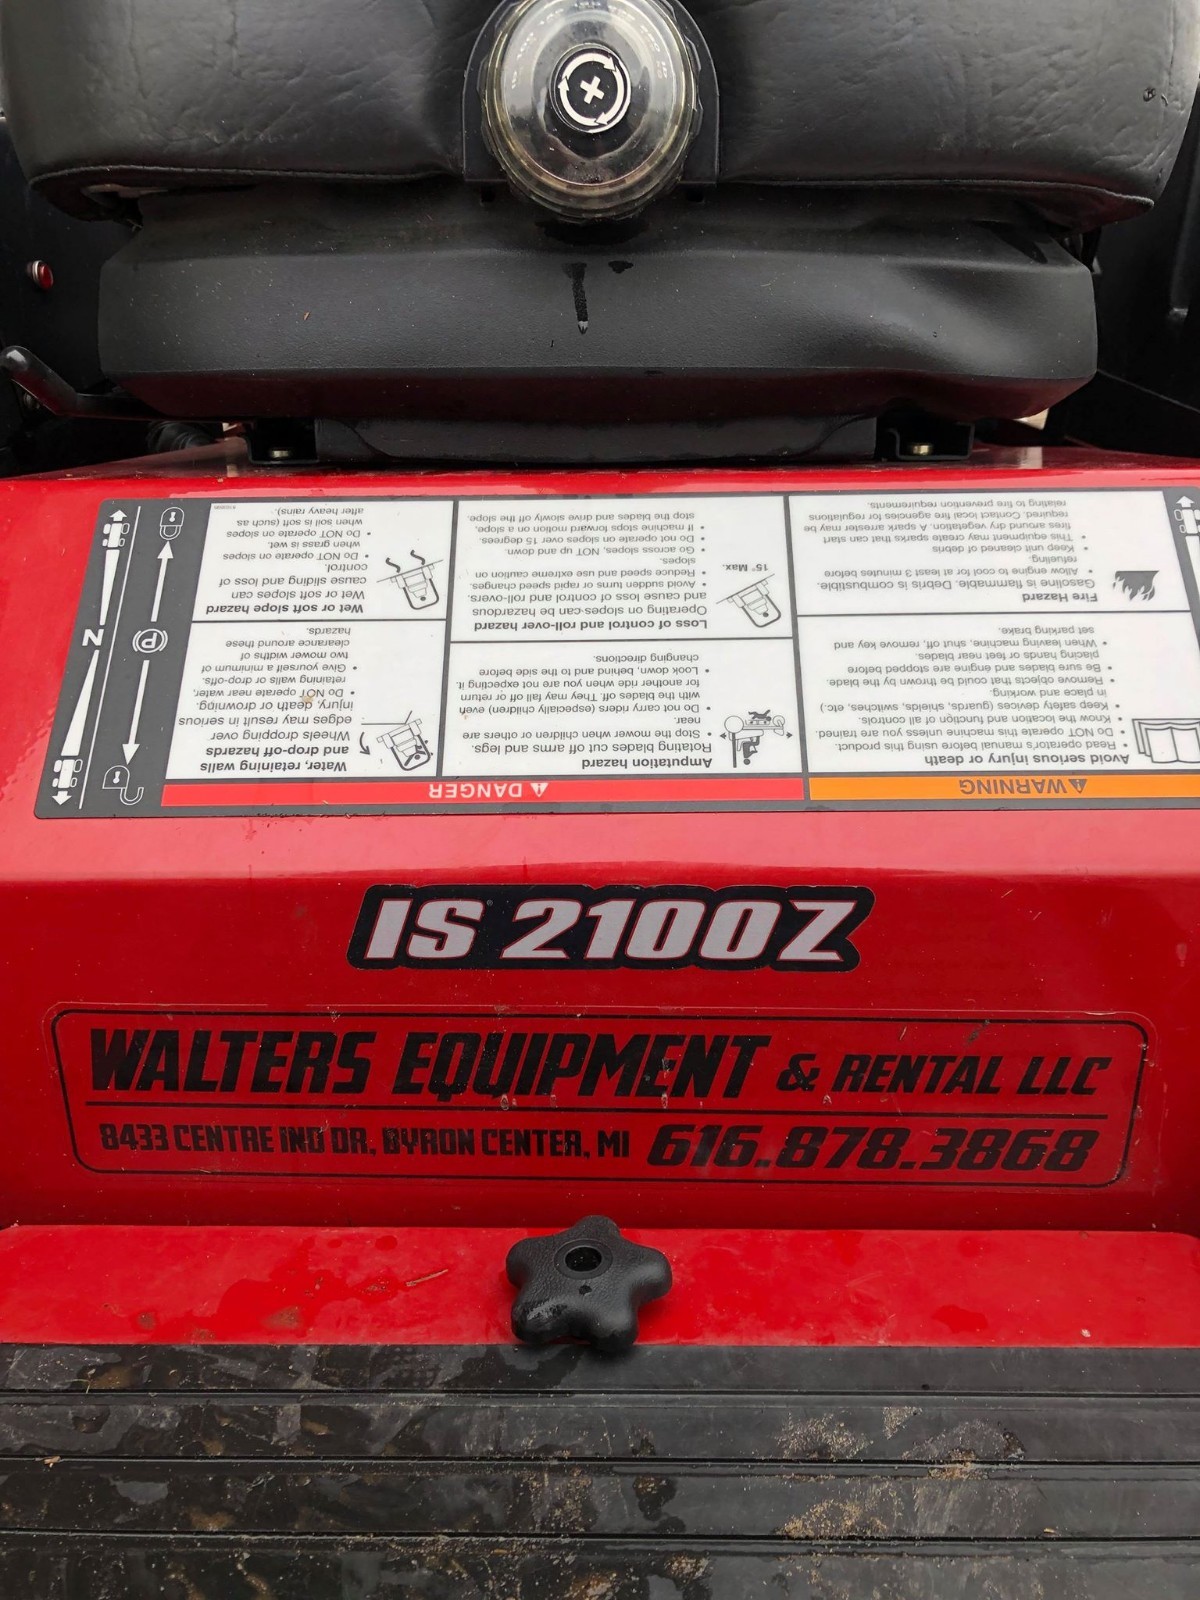 IS 2100Z
WALTERS EQUIPMENT & RENTAL LLC
8433 CENTRE IND DR, BYRON CENTER, MI 616.878.3868
⚠ WARNING
Avoid serious injury or death
• Read operator's manual before using this product.
• Do NOT operate this machine unless you are trained.
• Know the location and function of all controls.
• Keep safety devices (guards, shields, switches, etc.)
in place and working.
• Remove objects that could be thrown by the blade.
• Be sure blades and engine are stopped before
placing hands or feet near blades.
• When leaving machine, shut off, remove key and
set parking brake.
Fire Hazard
Gasoline is flammable. Debris is combustible.
• Allow engine to cool for at least 3 minutes before
refueling.
• Keep unit cleared of debris
• This equipment may create sparks that can start
fires around dry vegetation. A spark arrester may be
required. Contact local fire agencies for regulations
relating to fire prevention requirements.
⚠ DANGER
Amputation hazard
Rotating blades cut off arms and legs.
• Stop the mower when children or others are
near.
• Do not carry riders (especially children) even
with the blades off. They may fall off or return
for another ride when you are not expecting it.
• Look down, behind and to the side before
changing directions.
Loss of control and roll-over hazard
Operating on slopes can be hazardous
and cause loss of control and roll-overs.
• Avoid sudden turns or rapid speed changes.
• Reduce speed and use extreme caution on
slopes.
• Go across slopes, NOT up and down.
• Do not operate on slopes over 15 degrees.
• If machine stops forward motion on a slope,
stop the blades and drive slowly off the slope.
15° Max.
Water, retaining walls
and drop-off hazards
Wheels dropping over
edges may result in serious
injury, death or drowning.
• Do NOT operate near water,
retaining walls or drop-offs.
• Give yourself a minimum of
two mower widths of
clearance around these
hazards.
Wet or soft slope hazard
Wet or soft slopes can
cause sliding and loss of
control.
• Do NOT operate on slopes
when grass is wet.
• Do NOT operate on slopes
when soil is soft (such as
after heavy rains).
P
N